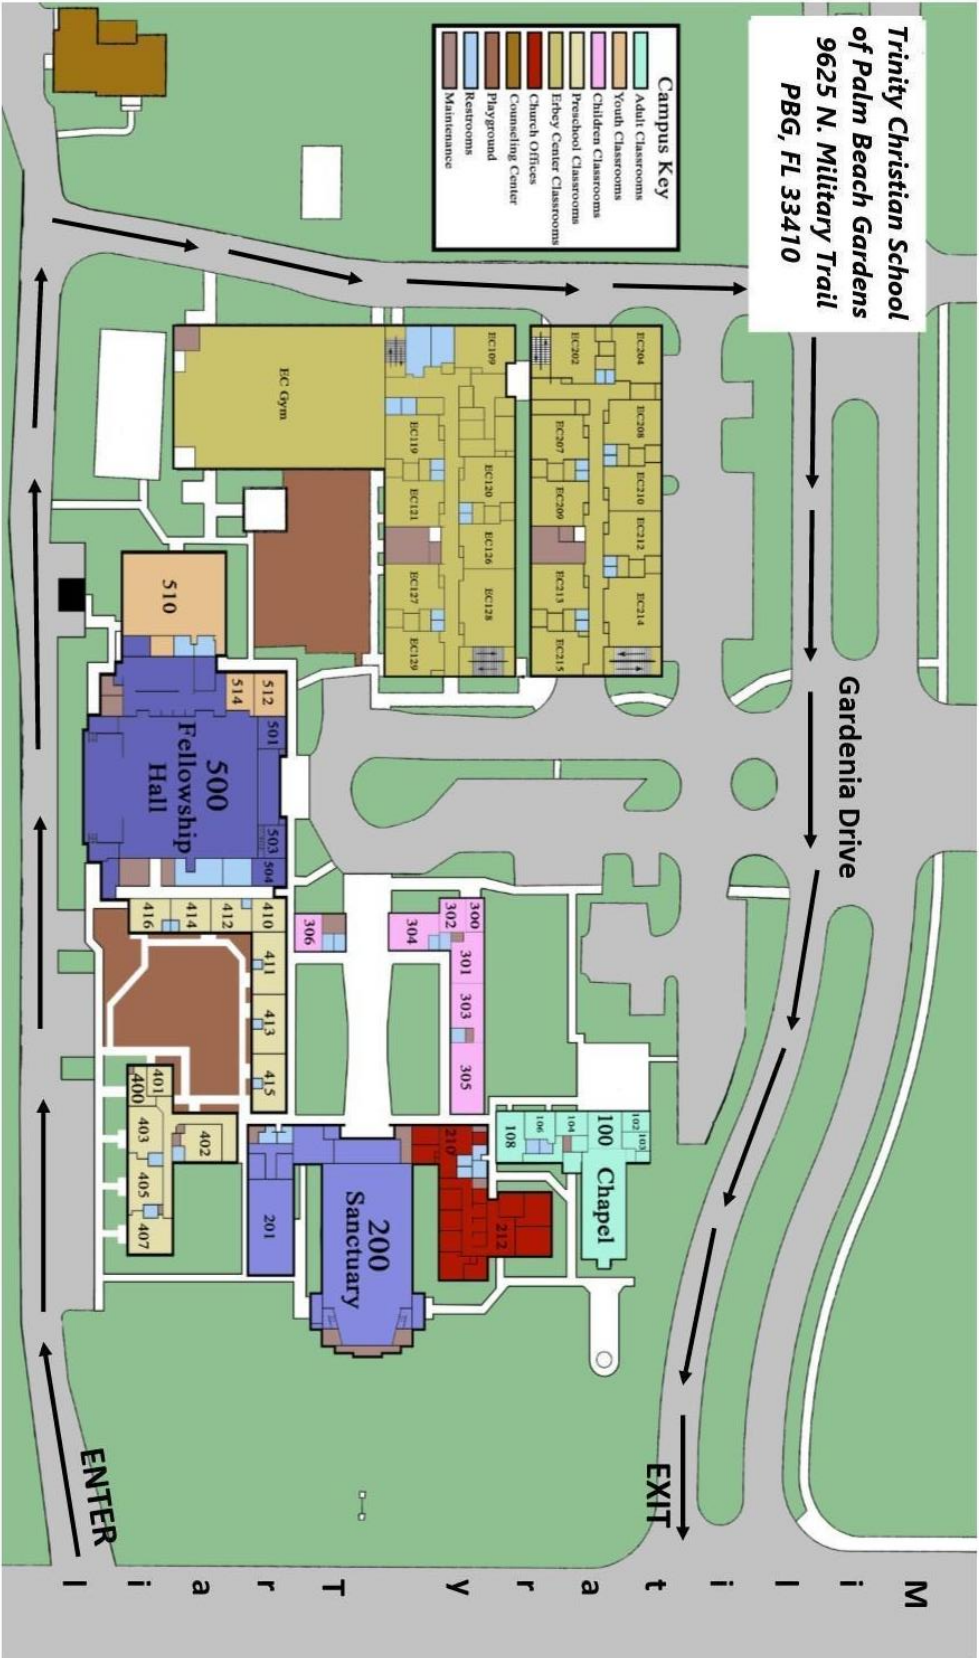 Trinity Christian School
of Palm Beach Gardens
9625 N. Military Trail
PBG, FL 33410
Campus Key
Adult Classrooms
Youth Classrooms
Children Classrooms
Preschool Classrooms
Erbey Center Classrooms
Church Offices
Counseling Center
Playground
Restrooms
Maintenance
Gardenia Drive
EXIT
ENTER
Military Trail
EC204
EC208
EC210
EC212
EC214
EC202
EC207
EC209
EC213
EC215
EC109
EC120
EC126
EC128
EC119
EC121
EC127
EC129
EC Gym
510
512
514
501
500
Fellowship
Hall
503
504
410
412
414
416
411
413
415
306
304
302
300
301
303
305
400
401
402
403
405
407
102
103
100
104
106
108
Chapel
210
212
200
Sanctuary
201